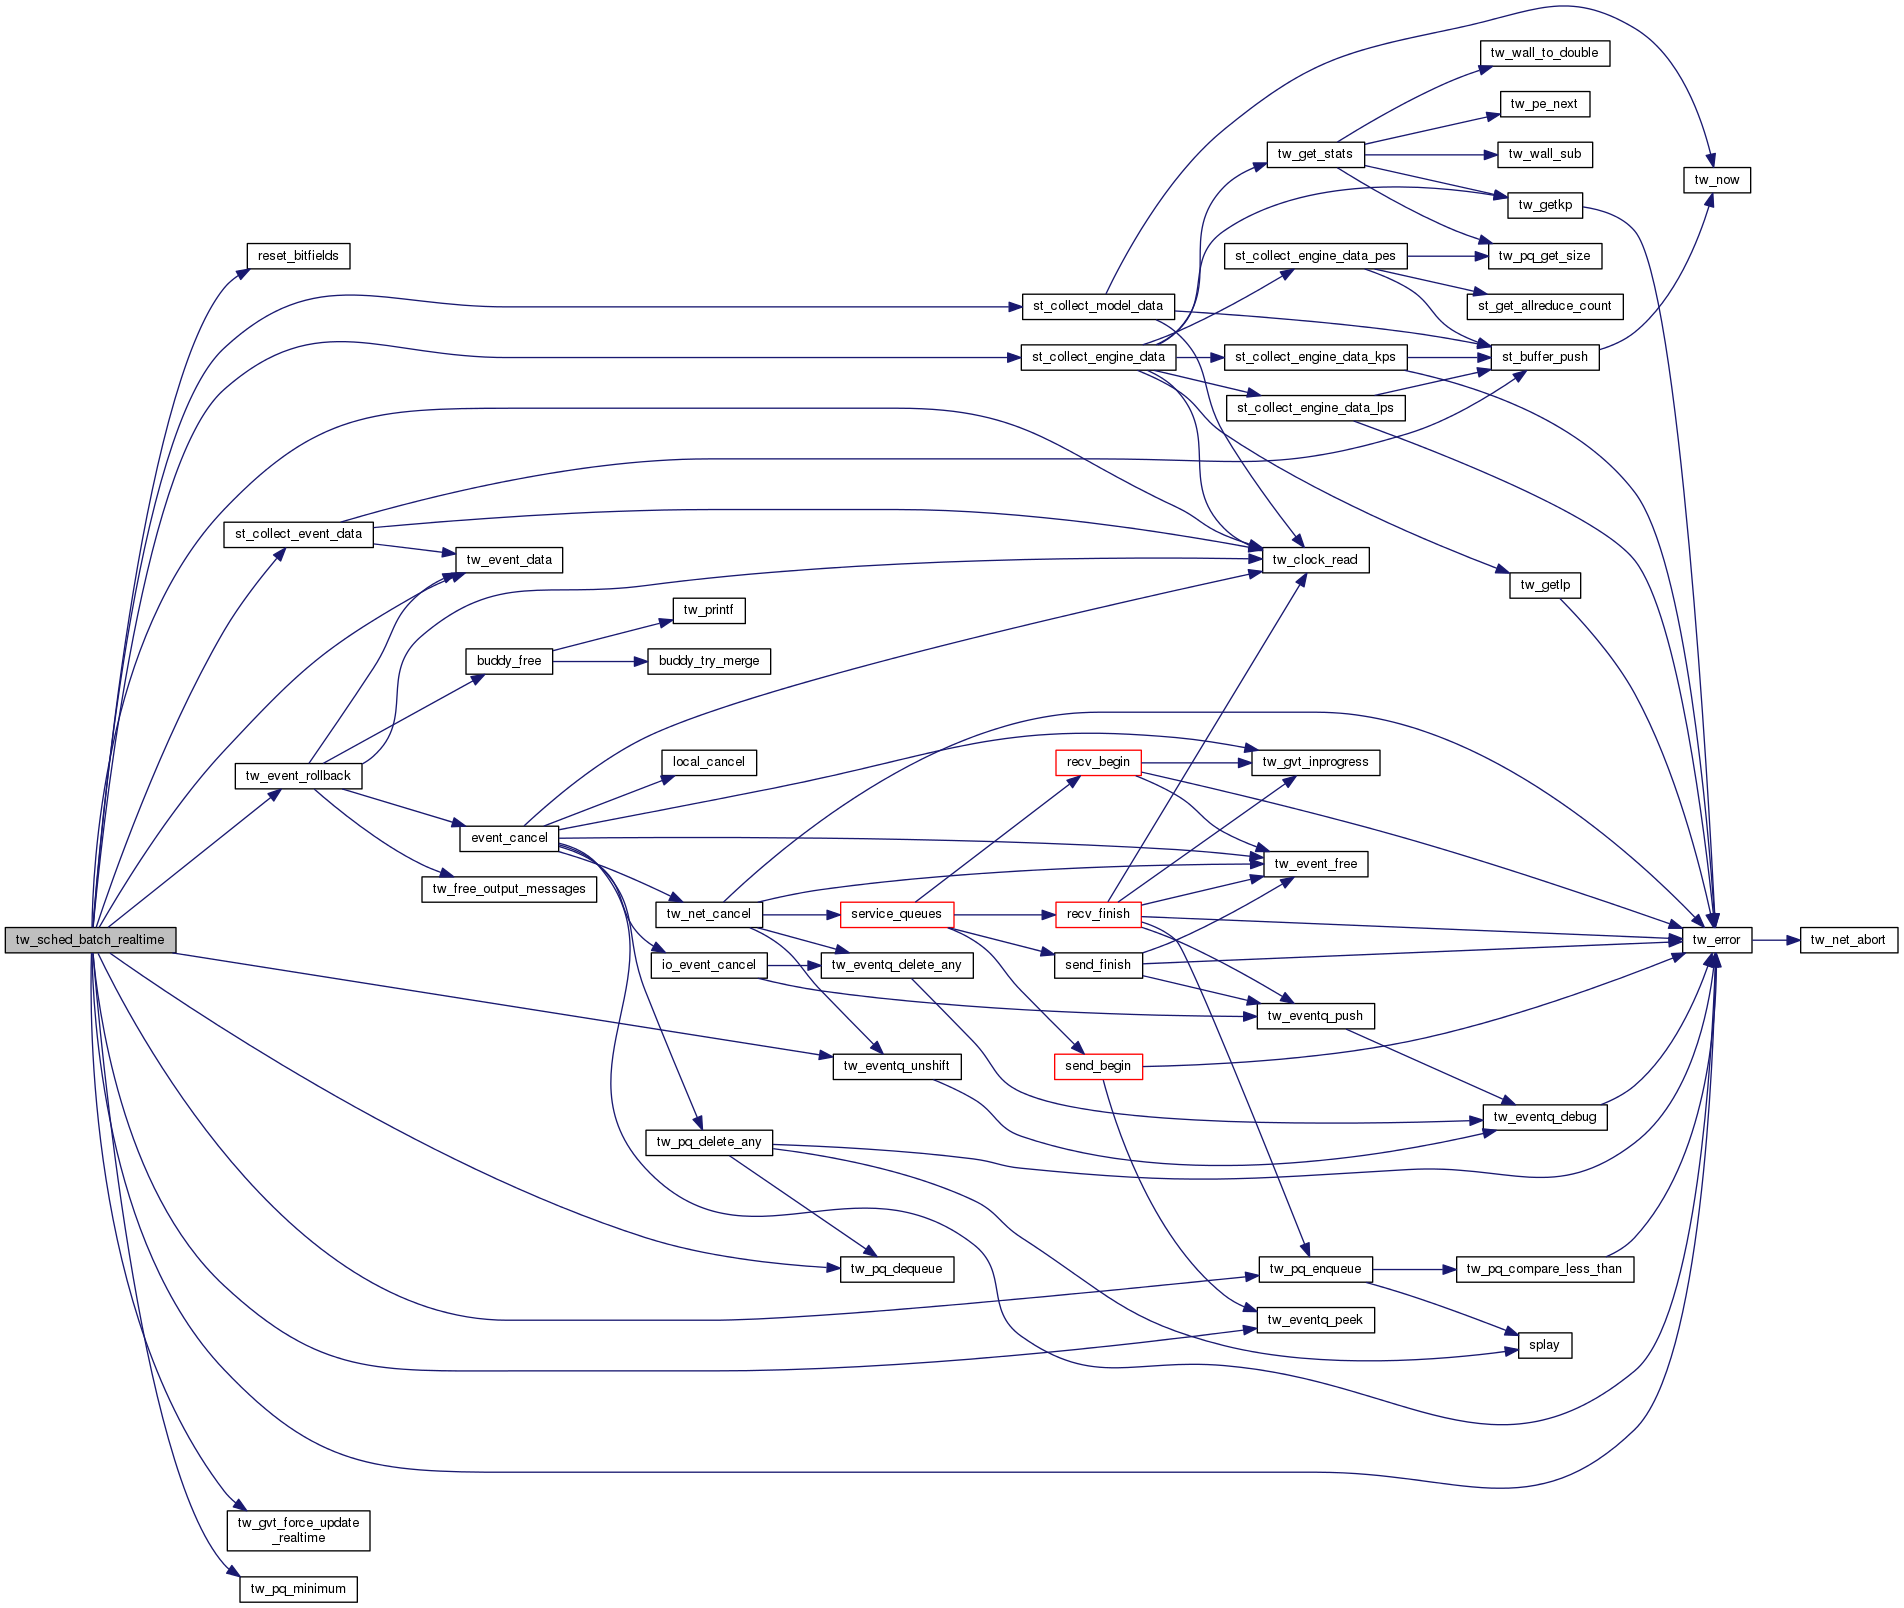 tw_wall_to_double
tw_pe_next
tw_get_stats
tw_wall_sub
tw_now
tw_getkp
reset_bitfields
st_collect_engine_data_pes
tw_pq_get_size
st_collect_model_data
st_get_allreduce_count
st_collect_engine_data
st_collect_engine_data_kps
st_buffer_push
st_collect_engine_data_lps
st_collect_event_data
tw_event_data
tw_clock_read
tw_getlp
tw_printf
buddy_free
buddy_try_merge
tw_event_rollback
local_cancel
recv_begin
tw_gvt_inprogress
event_cancel
tw_event_free
tw_free_output_messages
tw_net_cancel
service_queues
recv_finish
tw_sched_batch_realtime
tw_error
tw_net_abort
io_event_cancel
tw_eventq_delete_any
send_finish
tw_eventq_push
tw_eventq_unshift
send_begin
tw_eventq_debug
tw_pq_delete_any
tw_pq_dequeue
tw_pq_enqueue
tw_pq_compare_less_than
tw_eventq_peek
splay
tw_gvt_force_update
_realtime
tw_pq_minimum